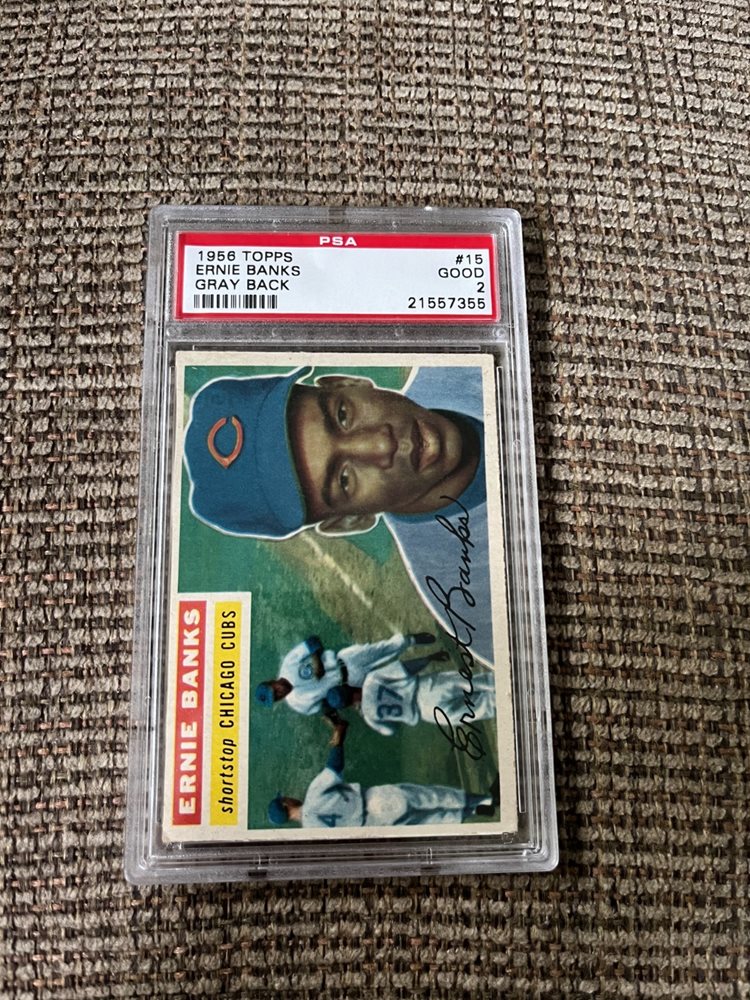 PSA
1956 TOPPS #15
ERNIE BANKS GOOD
GRAY BACK 2
21557355
C
ERNIE BANKS
shortstop CHICAGO CUBS
Ernest Banks
37
4